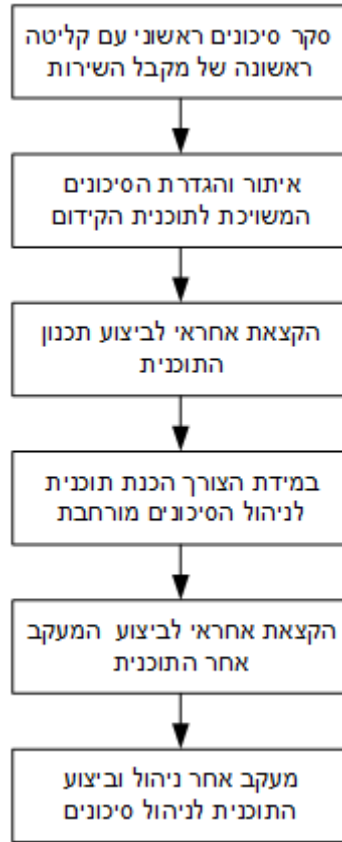 סקר סיכונים ראשוני עם קליטה
ראשונה של מקבל השירות
איתור והגדרת הסיכונים
המשויכת לתוכנית הקידום
הקצאת אחראי לביצוע תכנון
התוכנית
במידת הצורך הכנת תוכנית
לניהול הסיכונים מורחבת
הקצאת אחראי לביצוע המעקב
אחר התוכנית
מעקב אחר ניהול וביצוע
התוכנית לניהול סיכונים